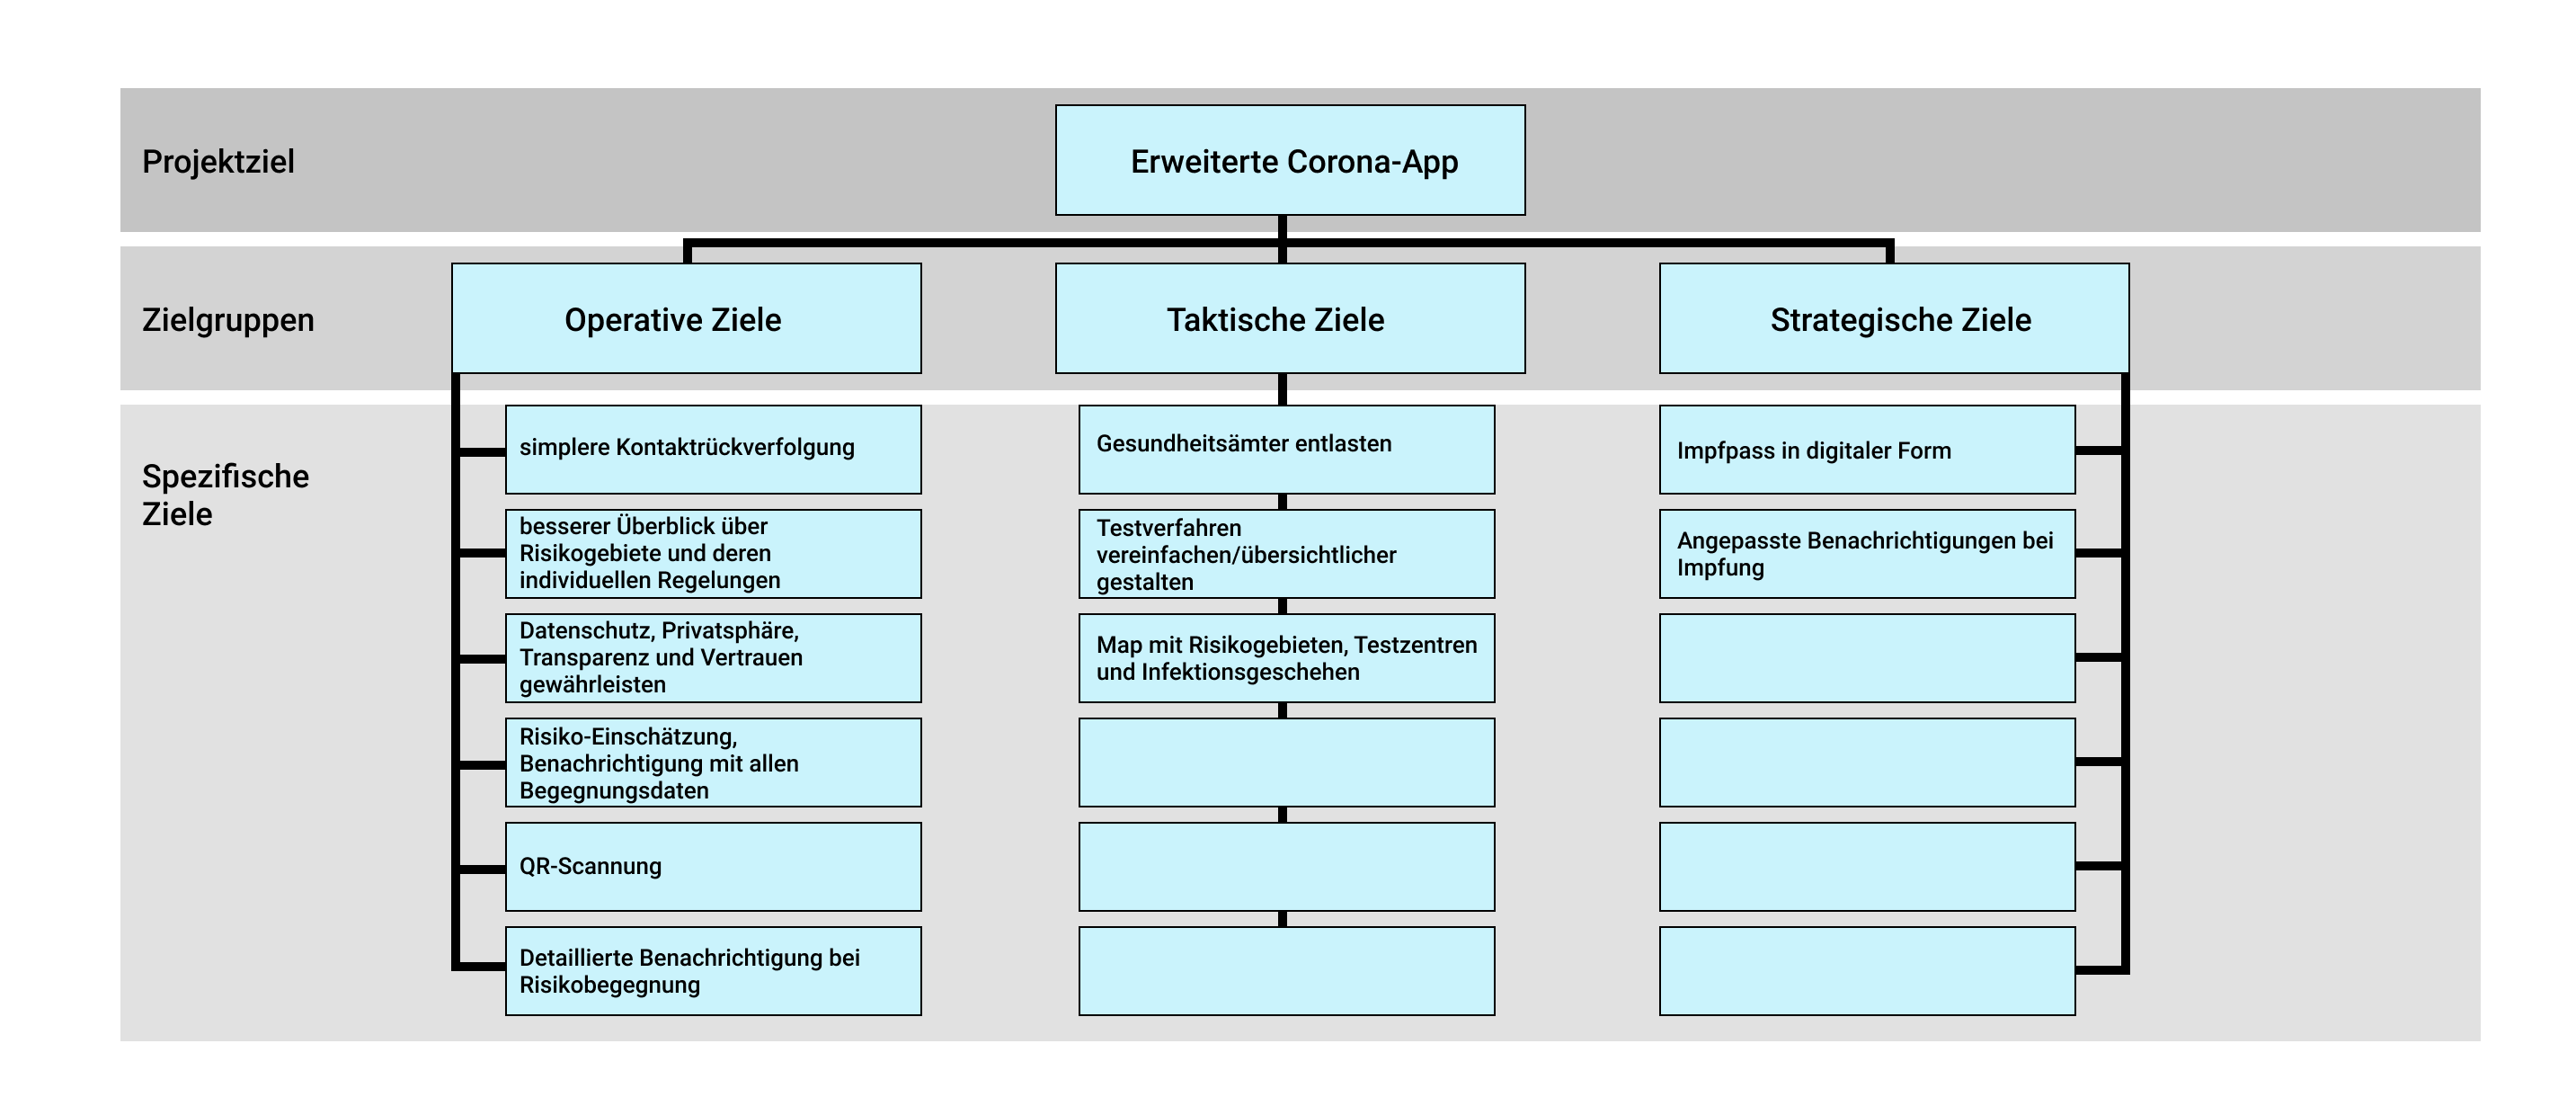 Projektziel
Erweiterte Corona-App
Zielgruppen
Operative Ziele
Taktische Ziele
Strategische Ziele
Spezifische
Ziele
simplere Kontaktrückverfolgung
besserer Überblick über
Risikogebiete und deren
individuellen Regelungen
Datenschutz, Privatsphäre,
Transparenz und Vertrauen
gewährleisten
Risiko-Einschätzung,
Benachrichtigung mit allen
Begegnungsdaten
QR-Scannung
Detaillierte Benachrichtigung bei
Risikobegegnung
Gesundheitsämter entlasten
Testverfahren
vereinfachen/übersichtlicher
gestalten
Map mit Risikogebieten, Testzentren
und Infektionsgeschehen
Impfpass in digitaler Form
Angepasste Benachrichtigungen bei
Impfung